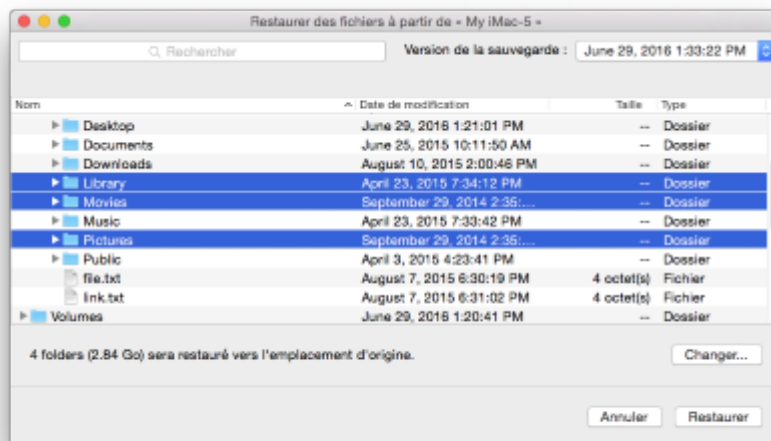 Restaurer des fichiers à partir de « My iMac-5 »
Rechercher Version de la sauvegarde : June 29, 2016 1:33:22 PM
Nom Date de modification Taille Type
Desktop June 29, 2016 1:21:01 PM -- Dossier
Documents June 25, 2015 10:11:50 AM -- Dossier
Downloads August 10, 2015 2:00:46 PM -- Dossier
Library April 23, 2015 7:34:12 PM -- Dossier
Movies September 29, 2014 2:35:... -- Dossier
Music April 23, 2015 7:33:42 PM -- Dossier
Pictures September 29, 2014 2:35:... -- Dossier
Public April 3, 2015 4:23:41 PM -- Dossier
file.txt August 7, 2015 6:30:19 PM 4 octet(s) Fichier
link.txt August 7, 2015 6:31:02 PM 4 octet(s) Fichier
Volumes June 29, 2016 1:20:41 PM -- Dossier
4 folders (2.84 Go) sera restauré vers l'emplacement d'origine. Changer...
Annuler Restaurer